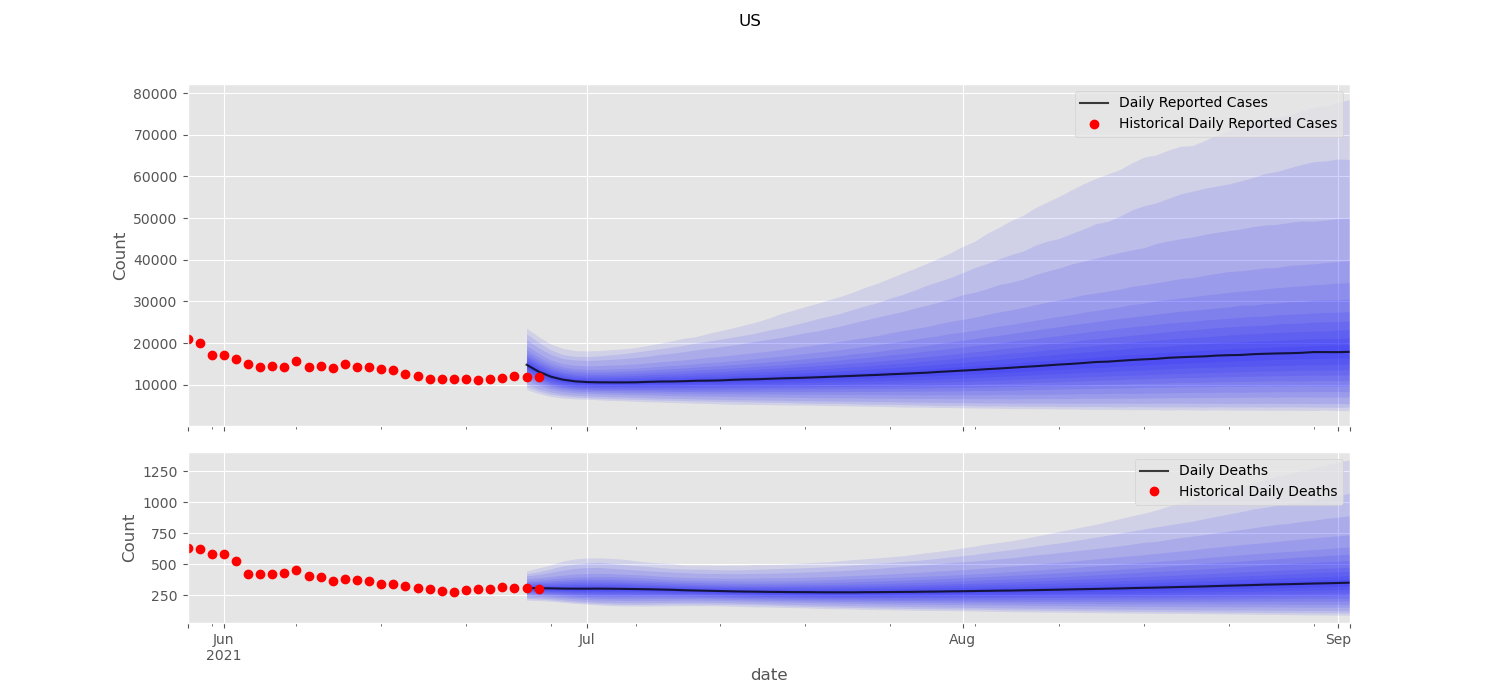 US
80000
70000
60000
50000
40000
30000
20000
10000
Count
Daily Reported Cases
Historical Daily Reported Cases
1250
1000
750
500
250
Count
Daily Deaths
Historical Daily Deaths
Jun Jul Aug Sep
2021
date